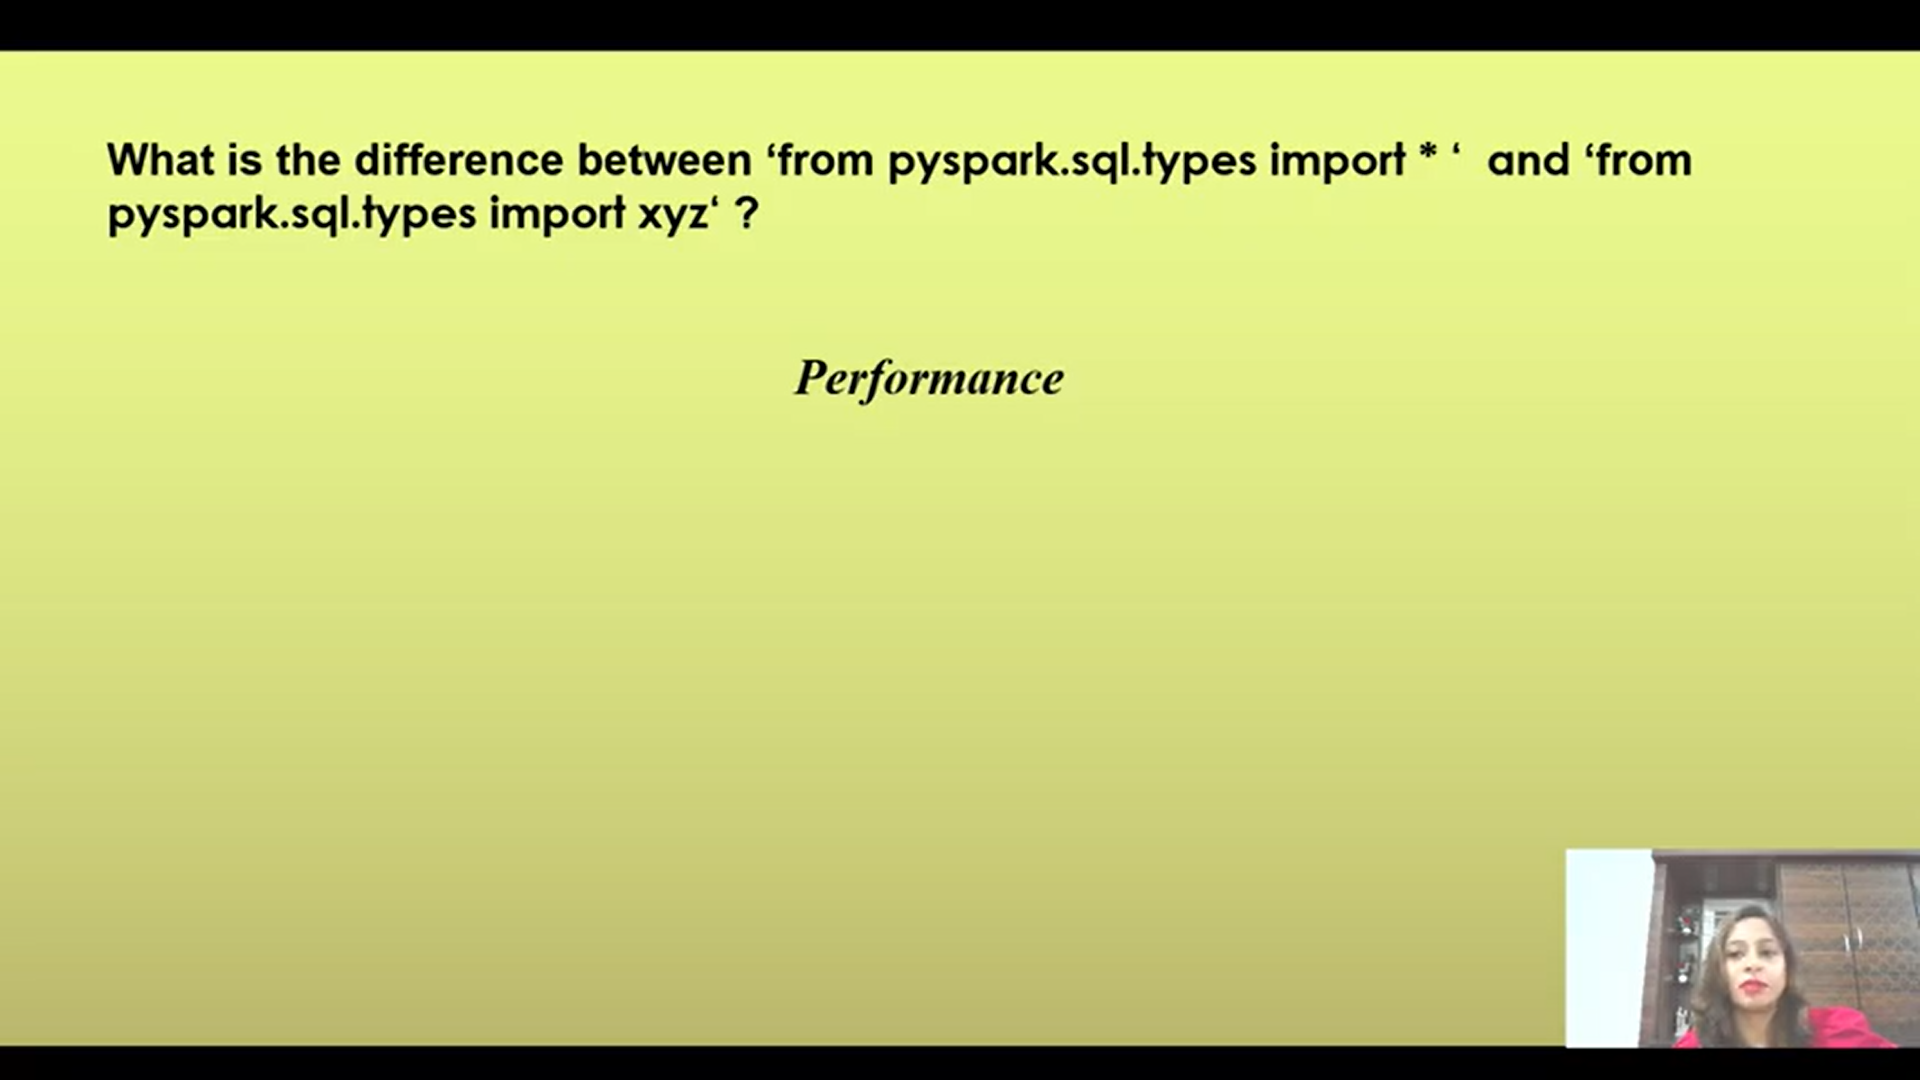 What is the difference between ‘from pyspark.sql.types import * ‘ and ‘from
pyspark.sql.types import xyz‘ ?
Performance